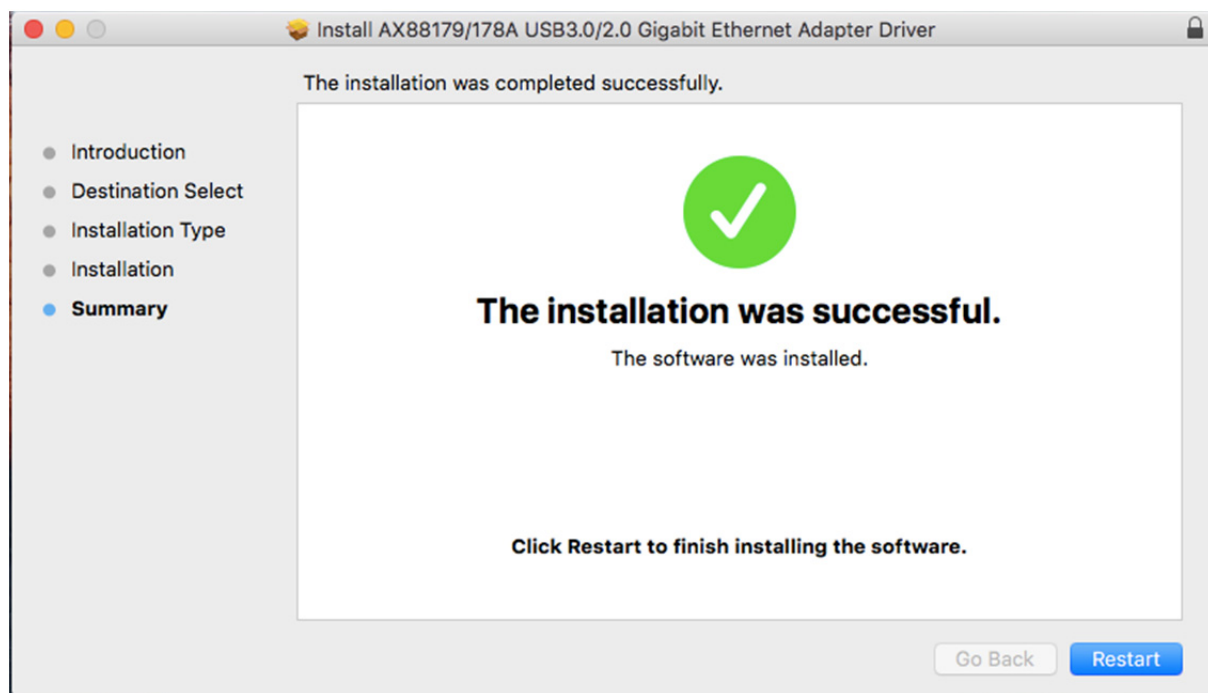 Install AX88179/178A USB3.0/2.0 Gigabit Ethernet Adapter Driver
The installation was completed successfully.
Introduction
Destination Select
Installation Type
Installation
Summary
The installation was successful.
The software was installed.
Click Restart to finish installing the software.
Go Back
Restart